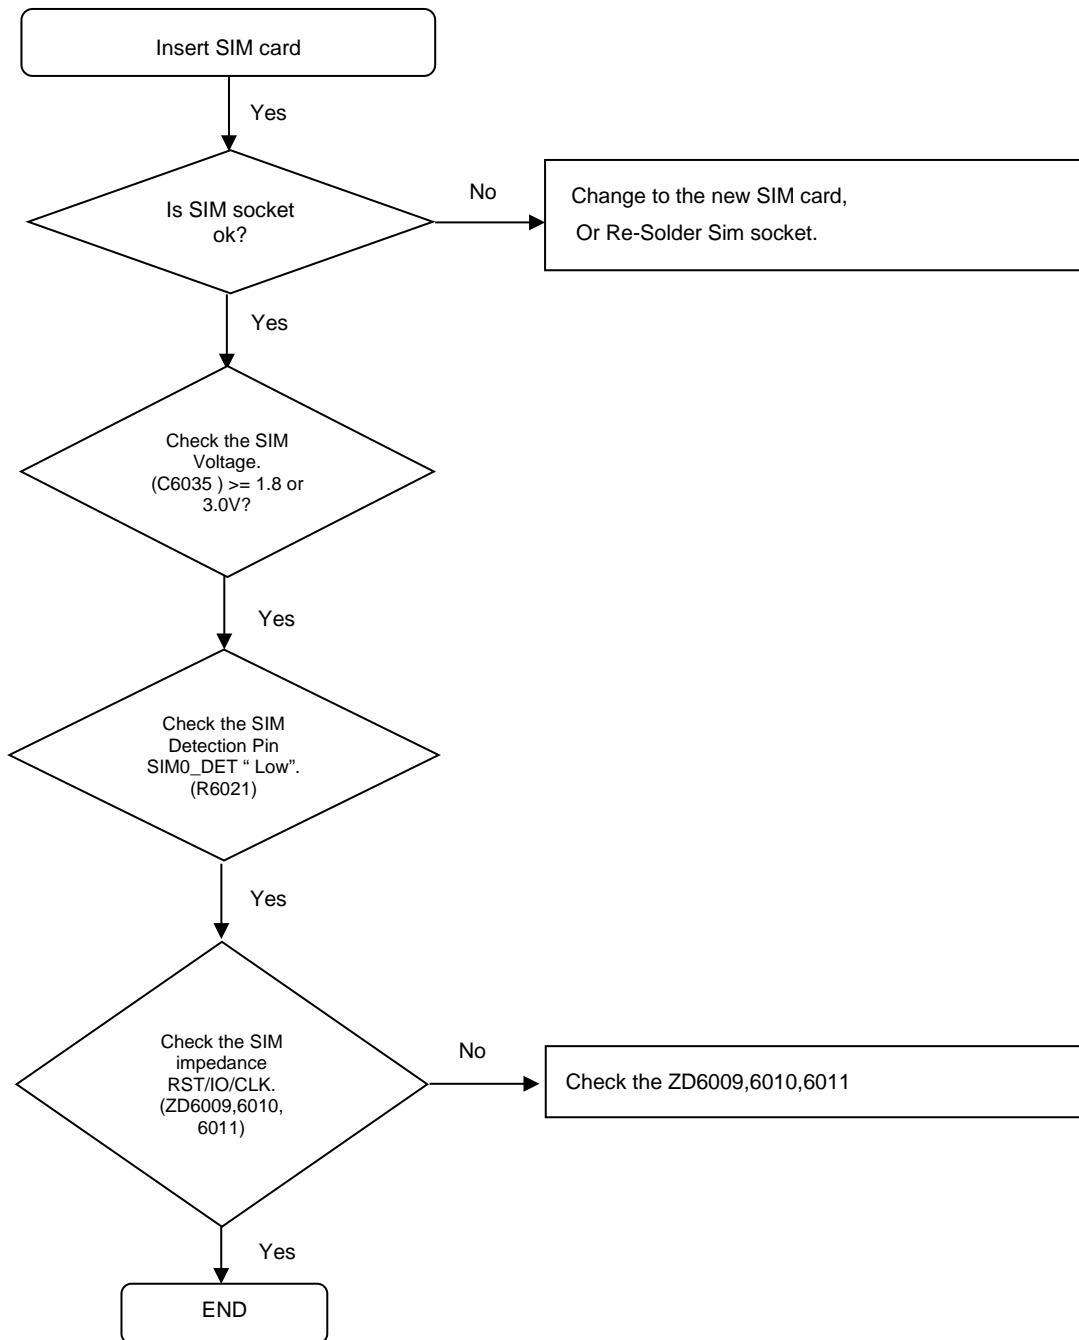 Insert SIM card
Yes
Is SIM socket
ok?
No
Change to the new SIM card,
Or Re-Solder Sim socket.
Yes
Check the SIM
Voltage.
(C6035 ) >= 1.8 or
3.0V?
Yes
Check the SIM
Detection Pin
SIM0_DET “ Low”.
(R6021)
Yes
Check the SIM
impedance
RST/IO/CLK.
(ZD6009,6010,
6011)
No
Check the ZD6009,6010,6011
Yes
END